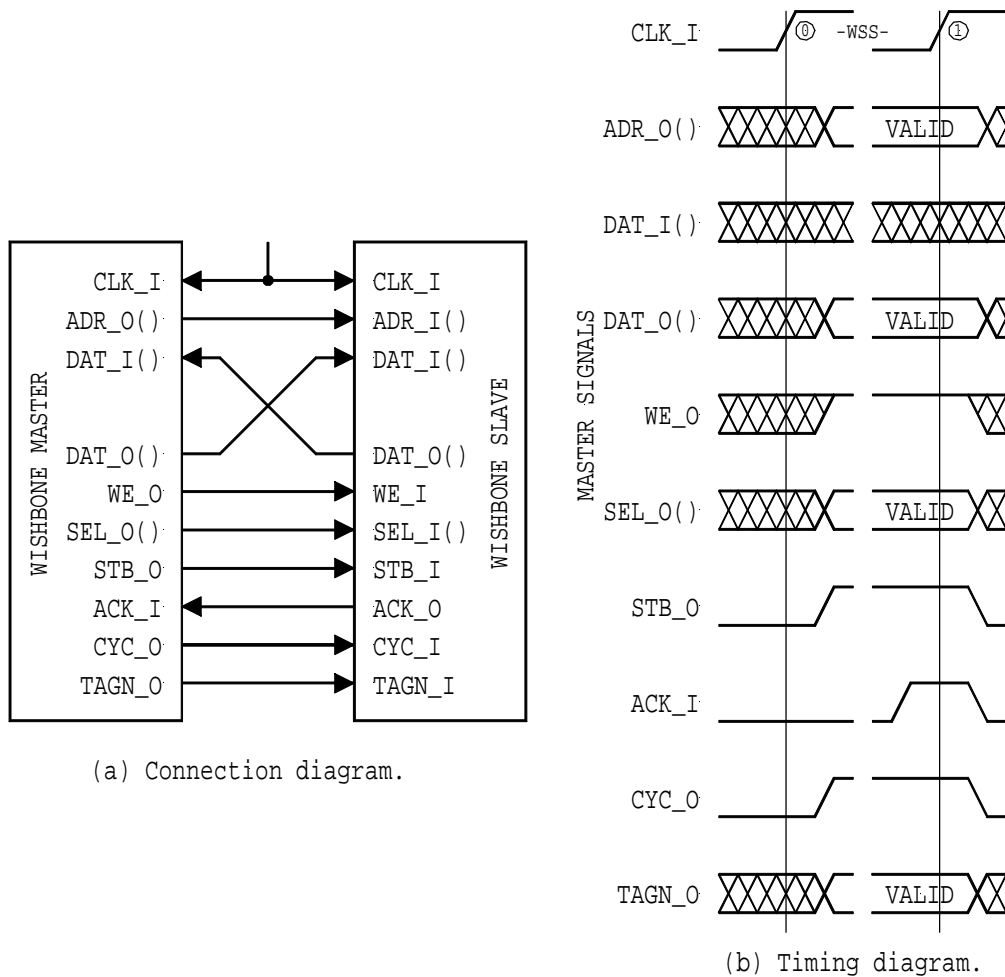 WISHBONE MASTER
CLK_I
ADR_O()
DAT_I()
DAT_O()
WE_O
SEL_O()
STB_O
ACK_I
CYC_O
TAGN_O
CLK_I
ADR_I()
DAT_I()
DAT_O()
WE_I
SEL_I()
STB_I
ACK_O
CYC_I
TAGN_I
WISHBONE SLAVE
(a) Connection diagram.
MASTER SIGNALS
CLK_I 0 -WSS- 1
ADR_O() VALID
DAT_I()
DAT_O() VALID
WE_O
SEL_O() VALID
STB_O
ACK_I
CYC_O
TAGN_O VALID
(b) Timing diagram.